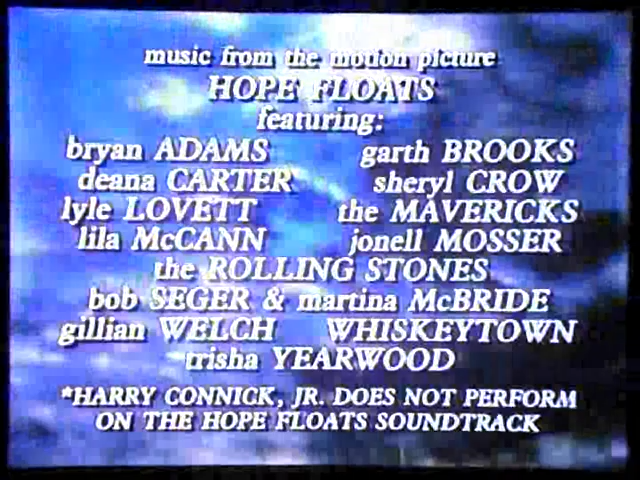 music from the motion picture
HOPE FLOATS
featuring:
bryan ADAMS garth BROOKS
deana CARTER sheryl CROW
lyle LOVETT the MAVERICKS
lila McCANN jonell MOSSER
the ROLLING STONES
bob SEGER & martina McBRIDE
gillian WELCH WHISKEYTOWN
trisha YEARWOOD
*HARRY CONNICK, JR. DOES NOT PERFORM
ON THE HOPE FLOATS SOUNDTRACK